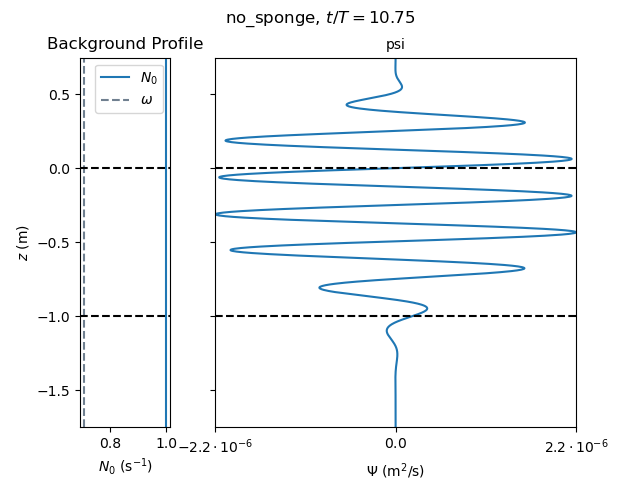 no_sponge, t/T = 10.75
Background Profile
psi
N₀
ω
0.5
0.0
−0.5
−1.0
−1.5
z (m)
0.8
1.0
−2.2 · 10⁻⁶
0.0
2.2 · 10⁻⁶
N₀ (s⁻¹)
Ψ (m²/s)